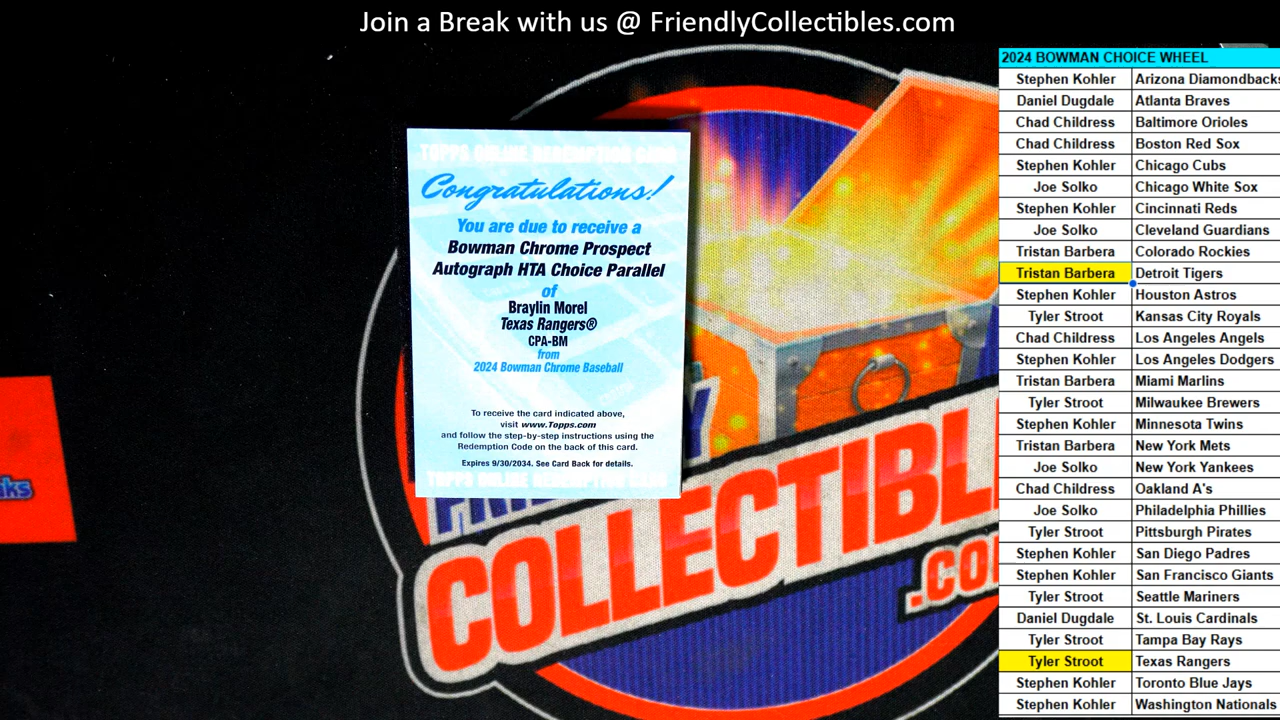 Join a Break with us @ FriendlyCollectibles.com
TOPPS ONLINE REDEMPTION CARD
Congratulations!
You are due to receive a
Bowman Chrome Prospect
Autograph HTA Choice Parallel
of
Braylin Morel
Texas Rangers®
CPA-BM
from
2024 Bowman Chrome Baseball
To receive the card indicated above,
visit www.Topps.com
and follow the step-by-step instructions using the
Redemption Code on the back of this card.
Expires 9/30/2034. See Card Back for details.
TOPPS ONLINE REDEMPTION CARD
COLLECTIBL
.CO
2024 BOWMAN CHOICE WHEEL
Stephen Kohler Arizona Diamondbacks
Daniel Dugdale Atlanta Braves
Chad Childress Baltimore Orioles
Chad Childress Boston Red Sox
Stephen Kohler Chicago Cubs
Joe Solko Chicago White Sox
Stephen Kohler Cincinnati Reds
Joe Solko Cleveland Guardians
Tristan Barbera Colorado Rockies
Tristan Barbera Detroit Tigers
Stephen Kohler Houston Astros
Tyler Stroot Kansas City Royals
Chad Childress Los Angeles Angels
Stephen Kohler Los Angeles Dodgers
Tristan Barbera Miami Marlins
Tyler Stroot Milwaukee Brewers
Stephen Kohler Minnesota Twins
Tristan Barbera New York Mets
Joe Solko New York Yankees
Chad Childress Oakland A's
Joe Solko Philadelphia Phillies
Tyler Stroot Pittsburgh Pirates
Stephen Kohler San Diego Padres
Stephen Kohler San Francisco Giants
Tyler Stroot Seattle Mariners
Daniel Dugdale St. Louis Cardinals
Tyler Stroot Tampa Bay Rays
Tyler Stroot Texas Rangers
Stephen Kohler Toronto Blue Jays
Stephen Kohler Washington Nationals